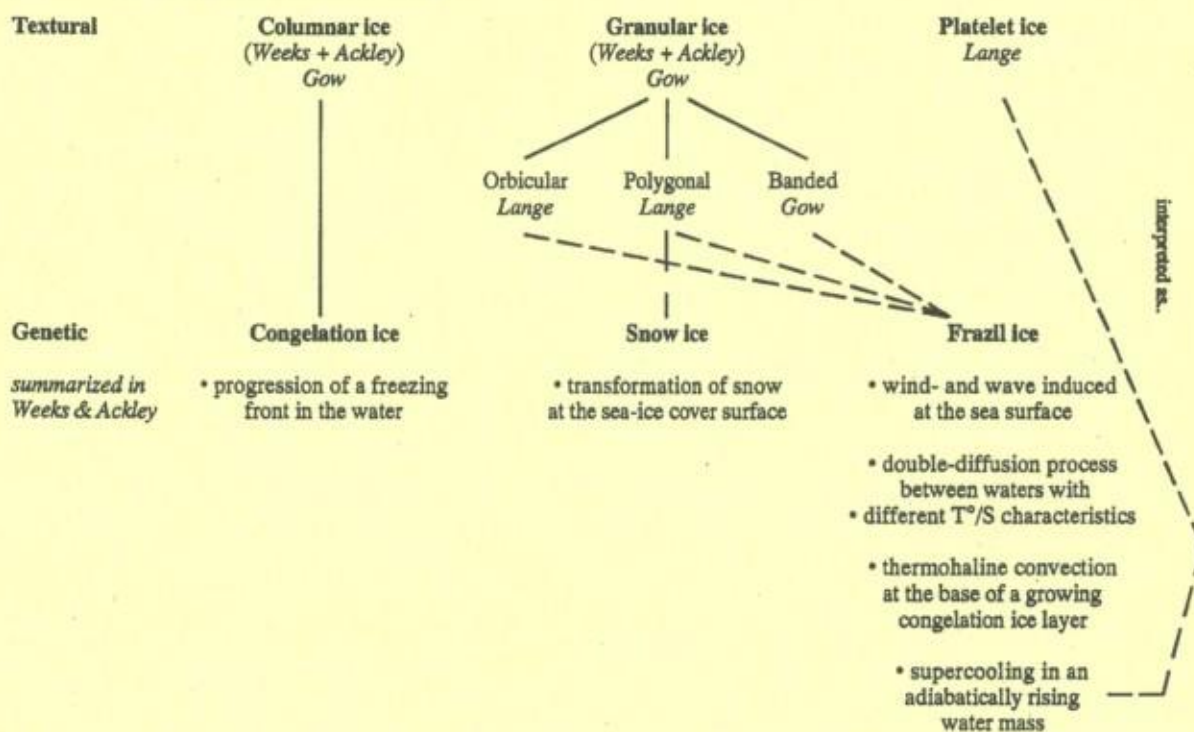 Textural
Columnar ice
(Weeks + Ackley)
Gow
Granular ice
(Weeks + Ackley)
Gow
Platelet ice
Lange
Orbicular
Lange
Polygonal
Lange
Banded
Gow
interpreted as..
Genetic
Congelation ice
Snow ice
Frazil ice
summarized in
Weeks & Ackley
• progression of a freezing
front in the water
• transformation of snow
at the sea-ice cover surface
• wind- and wave induced
at the sea surface
• double-diffusion process
between waters with
• different T°/S characteristics
• thermohaline convection
at the base of a growing
congelation ice layer
• supercooling in an
adiabatically rising
water mass